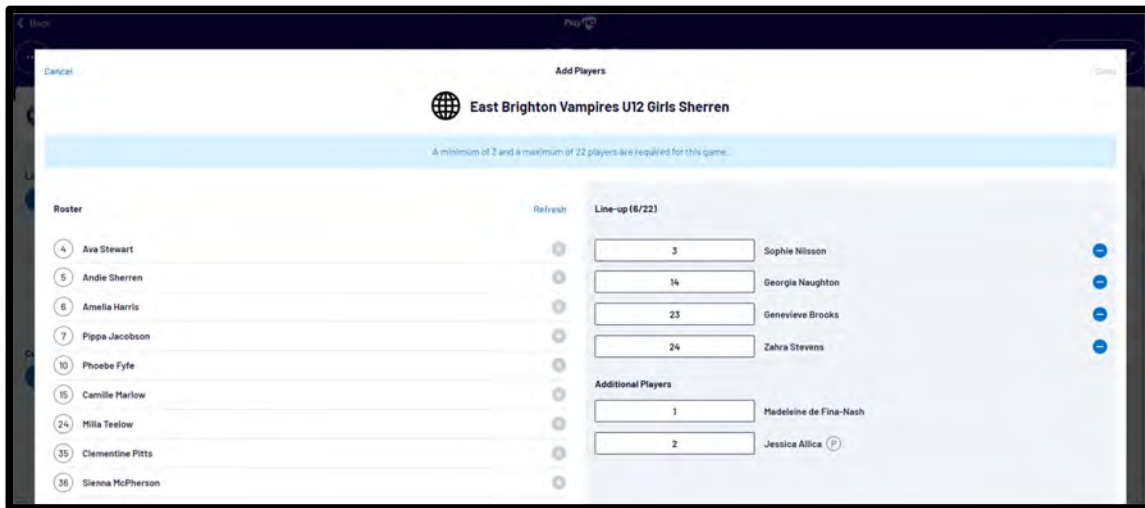 Back
Cancel
Add Players
East Brighton Vampires U12 Girls Sherren
A minimum of 3 and a maximum of 22 players are required for this game.
Roster
Refresh
4 Ava Stewart
5 Andie Sherren
6 Amelia Harris
7 Pippa Jacobson
10 Phoebe Fyfe
15 Camille Marlow
24 Milla Teelow
35 Clementine Pitts
36 Sienna McPherson
Line-up (6/22)
3 Sophie Nilsson
14 Georgia Naughton
23 Genevieve Brooks
24 Zahra Stevens
Additional Players
1 Madeleine de Fina-Nash
2 Jessica Allica P